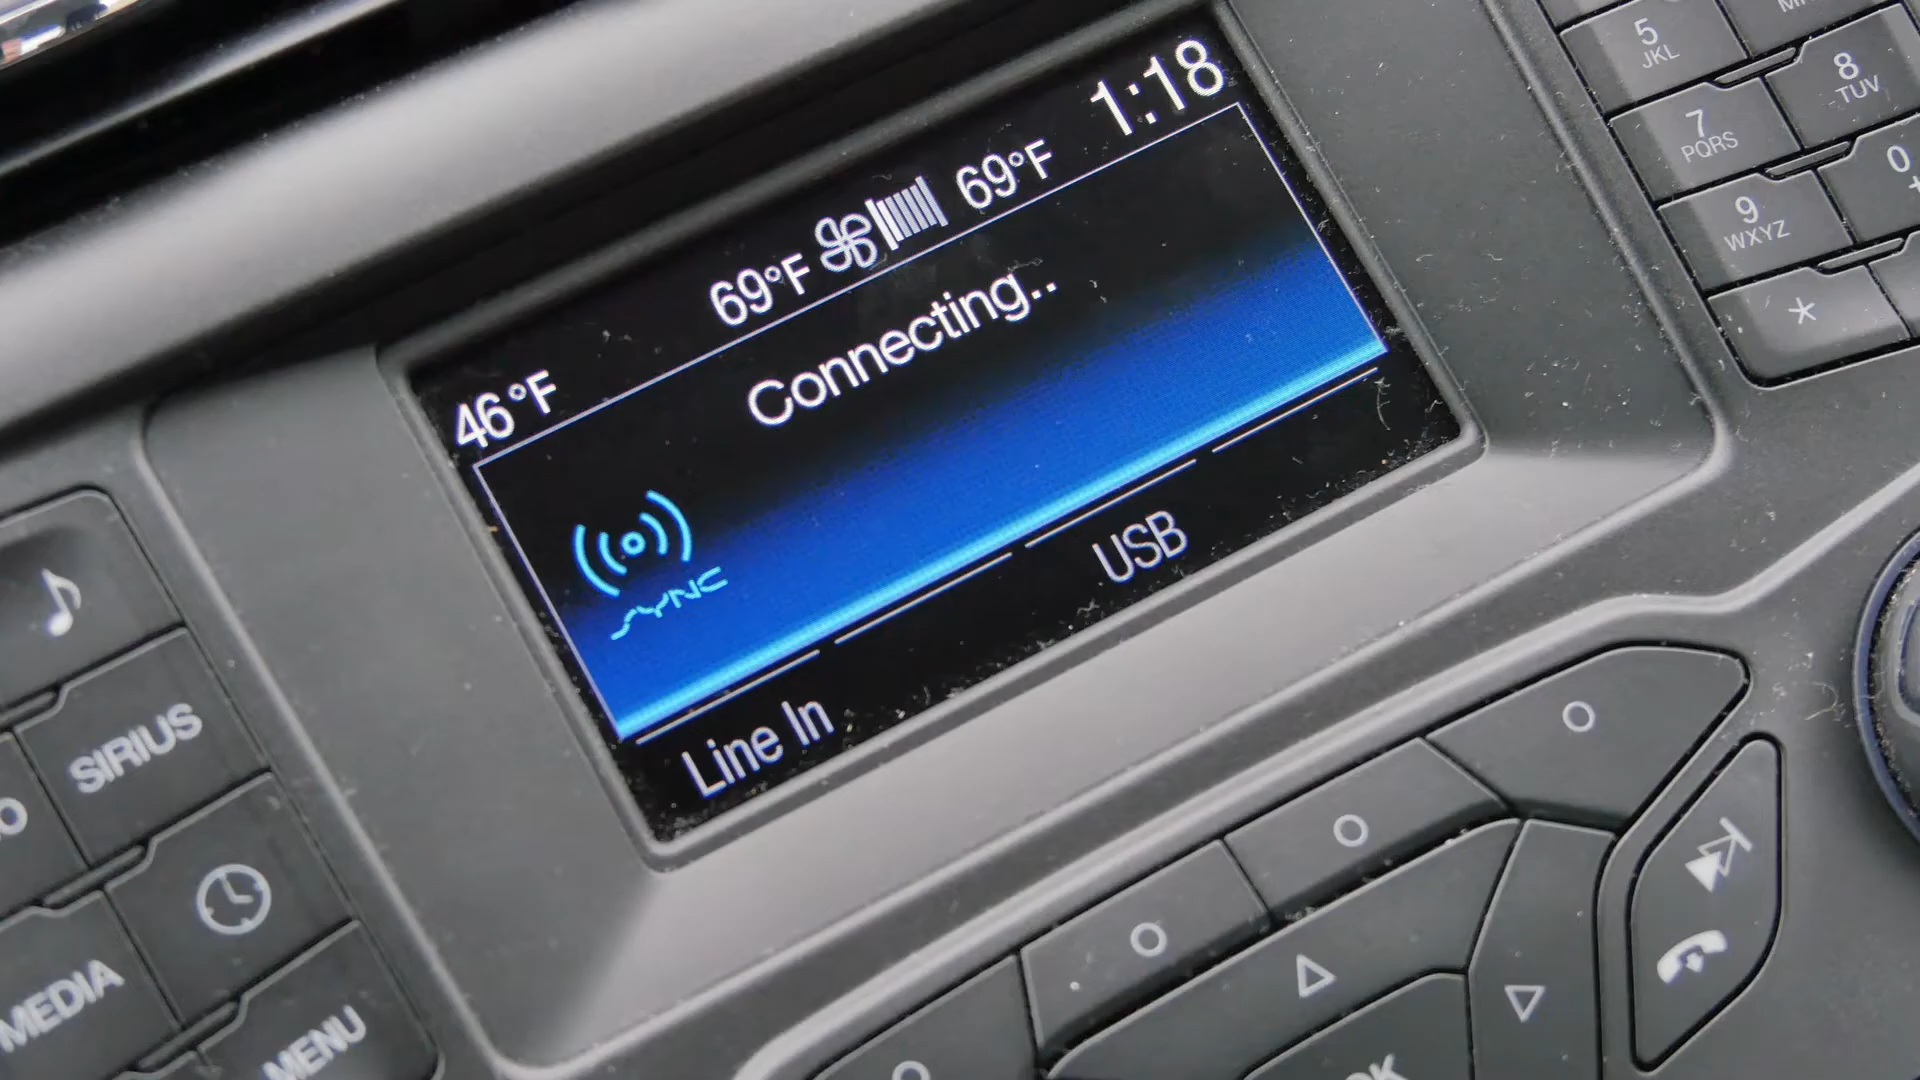 1:18
46°F
69°F
69°F
Connecting..
SYNC
Line In
USB
SIRIUS
MEDIA
MENU
5
JKL
7
PQRS
8
TUV
9
WXYZ
0
+
*